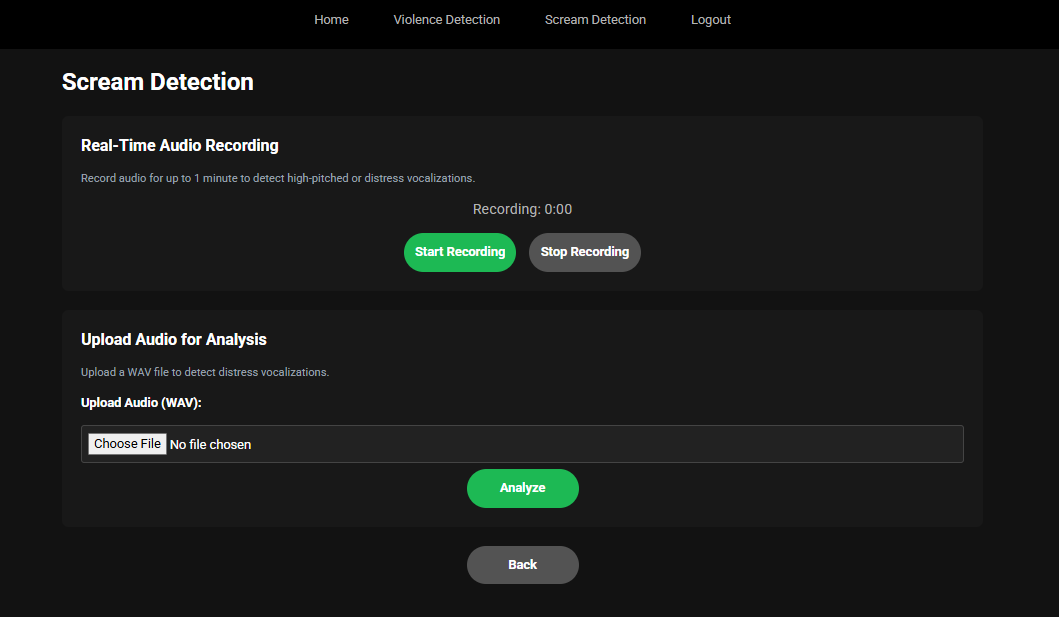 Home Violence Detection Scream Detection Logout
Scream Detection
Real-Time Audio Recording
Record audio for up to 1 minute to detect high-pitched or distress vocalizations.
Recording: 0:00
Start Recording Stop Recording
Upload Audio for Analysis
Upload a WAV file to detect distress vocalizations.
Upload Audio (WAV):
Choose File No file chosen
Analyze
Back